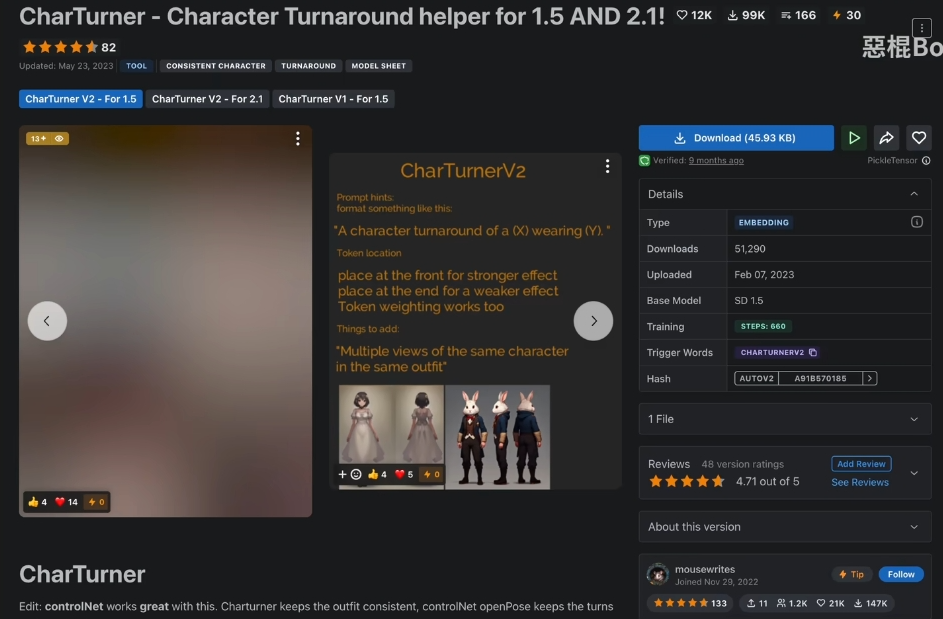 CharTurner - Character Turnaround helper for 1.5 AND 2.1! 12K 99K 166 30
82
惡棍Bo
Updated: May 23, 2023 TOOL CONSISTENT CHARACTER TURNAROUND MODEL SHEET
CharTurner V2 - For 1.5 CharTurner V2 - For 2.1 CharTurner V1 - For 1.5
13+
4 14 0
CharTurnerV2
Prompt hints:
format something like this:
"A character turnaround of a (X) wearing (Y). "
Token location
place at the front for stronger effect
place at the end for a weaker effect
Token weighting works too
Things to add:
"Multiple views of the same character
in the same outfit"
4 5 0
Download (45.93 KB)
Verified: 9 months ago PickleTensor
Details
Type EMBEDDING
Downloads 51,290
Uploaded Feb 07, 2023
Base Model SD 1.5
Training STEPS: 660
Trigger Words CHARTURNERV2
Hash AUTOV2 A91B570185
1 File
Reviews 48 version ratings Add Review
4.71 out of 5 See Reviews
About this version
mousewrites Tip Follow
Joined Nov 29, 2022
133 11 1.2K 21K 147K
CharTurner
Edit: controlNet works great with this. Charturner keeps the outfit consistent, controlNet openPose keeps the turns